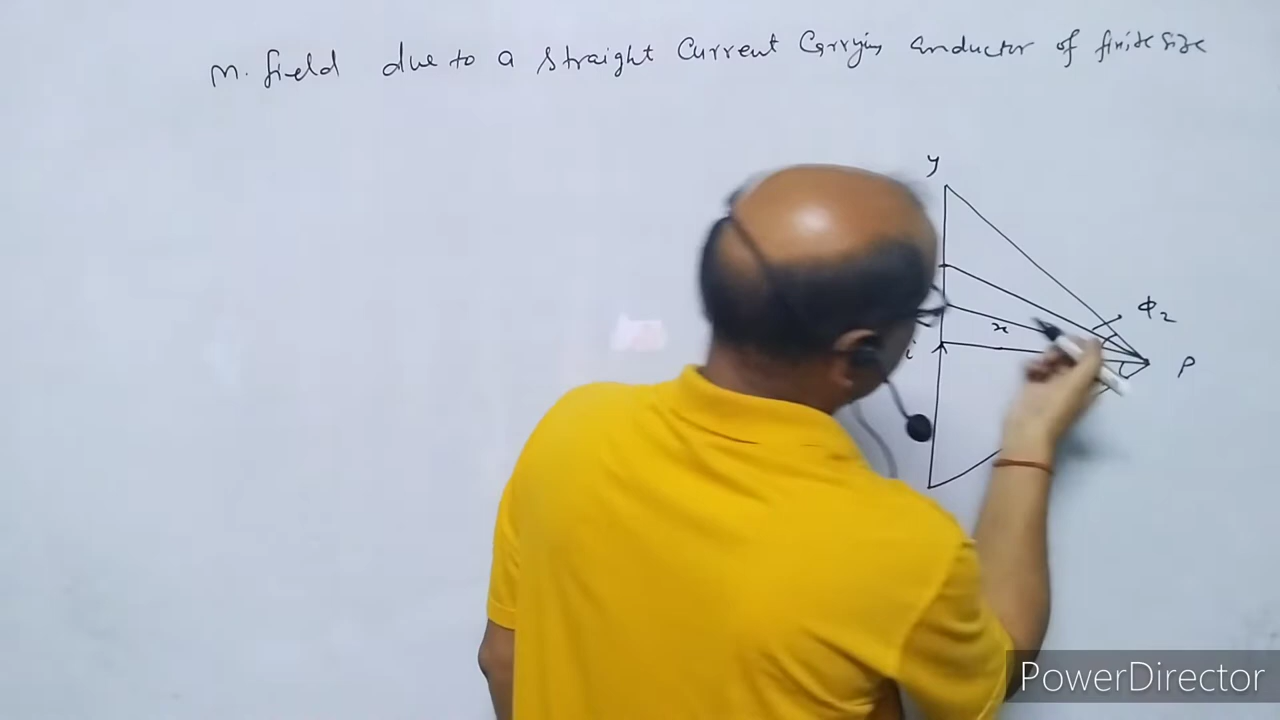 M. field due to a straight Current Carrying Conductor of finite size
y
Φ2
x
i
P
PowerDirector